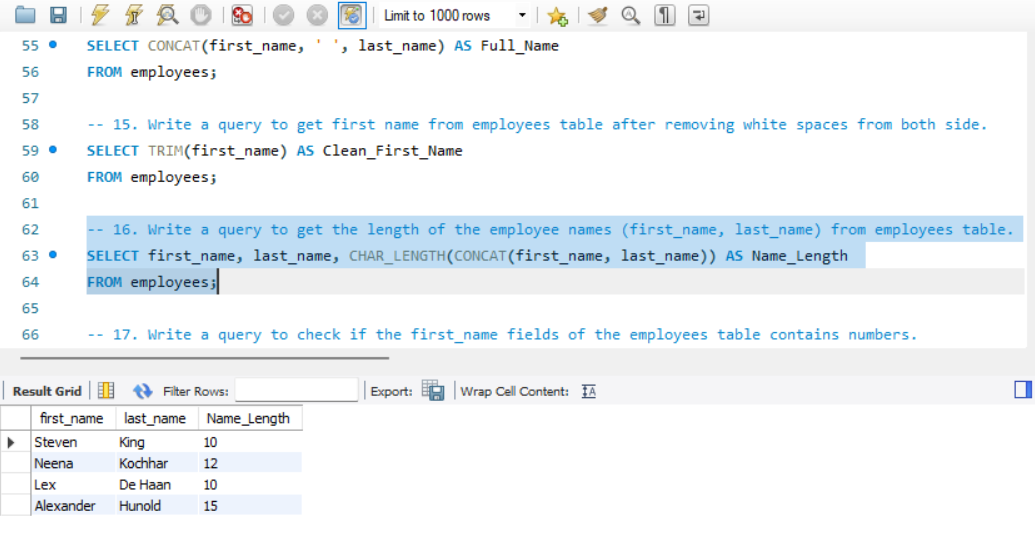 Limit to 1000 rows
55 SELECT CONCAT(first_name, ' ', last_name) AS Full_Name
56 FROM employees;
57
58 -- 15. Write a query to get first name from employees table after removing white spaces from both side.
59 SELECT TRIM(first_name) AS Clean_First_Name
60 FROM employees;
61
62 -- 16. Write a query to get the length of the employee names (first_name, last_name) from employees table.
63 SELECT first_name, last_name, CHAR_LENGTH(CONCAT(first_name, last_name)) AS Name_Length
64 FROM employees;
65
66 -- 17. Write a query to check if the first_name fields of the employees table contains numbers.
Result Grid Filter Rows: Export: Wrap Cell Content: IA
first_name last_name Name_Length
Steven King 10
Neena Kochhar 12
Lex De Haan 10
Alexander Hunold 15